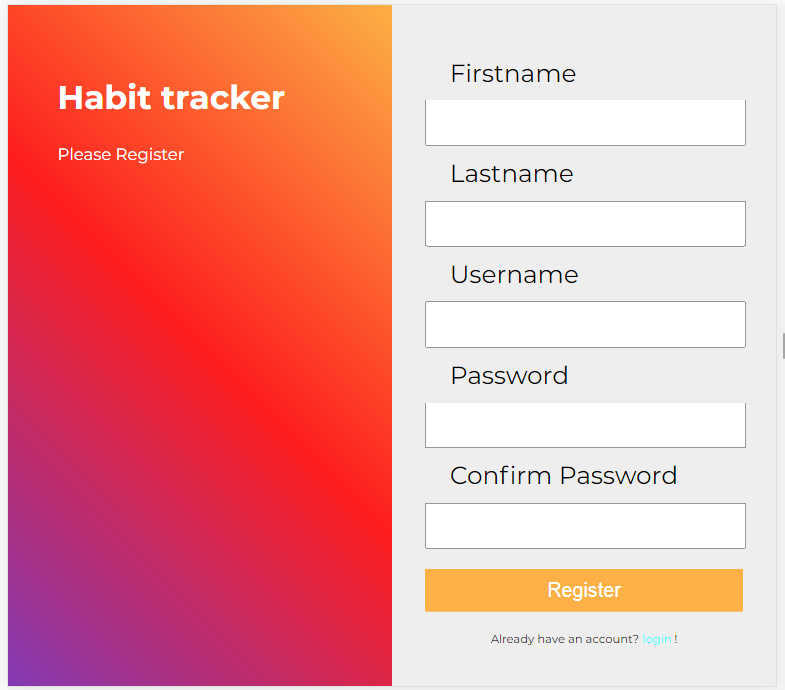 Habit tracker
Please Register
Firstname
Lastname
Username
Password
Confirm Password
Register
Already have an account? login !